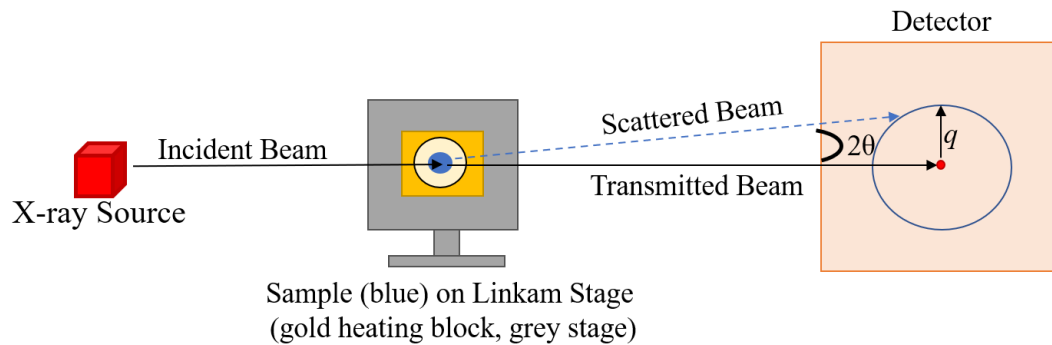 Detector
Scattered Beam
Incident Beam
2θ
q
Transmitted Beam
X-ray Source
Sample (blue) on Linkam Stage
(gold heating block, grey stage)